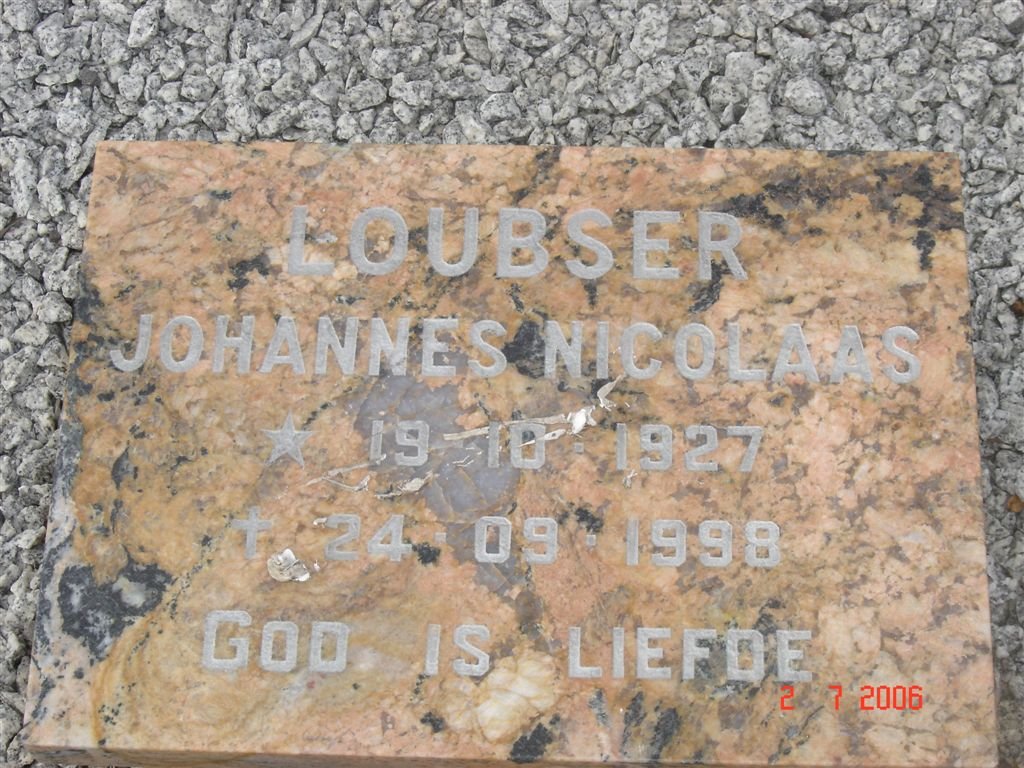 LOUBSER
JOHANNES NICOLAAS
★ 19 · 10 · 1927
✝ 24 · 09 · 1998
GOD IS LIEFDE
2 7 2006